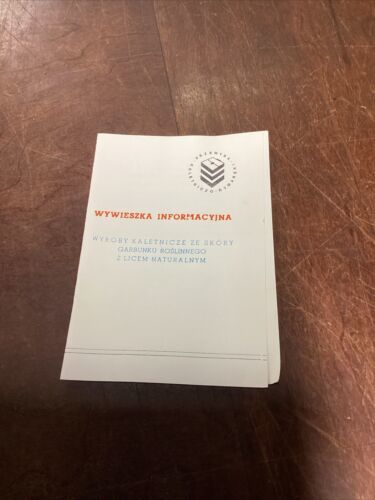 WYWIESZKA INFORMACYJNA
WYROBY KALETNICZE ZE SKÓRY
GARBUNKU ROŚLINNEGO
Z LICEM NATURALNYM